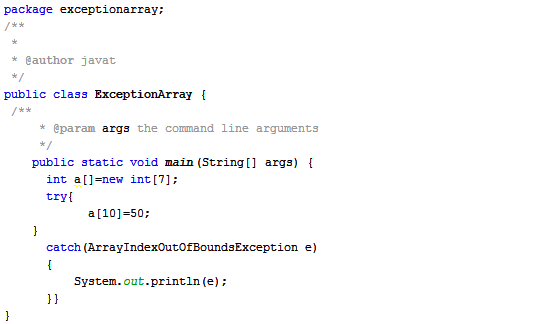 package exceptionarray;
/**
 *
 * @author javat
 */
public class ExceptionArray {
 /**
     * @param args the command line arguments
     */
    public static void main(String[] args) {
      int a[]=new int[7];
      try{
            a[10]=50;
    }
      catch(ArrayIndexOutOfBoundsException e)
      {
          System.out.println(e);
      }}
}